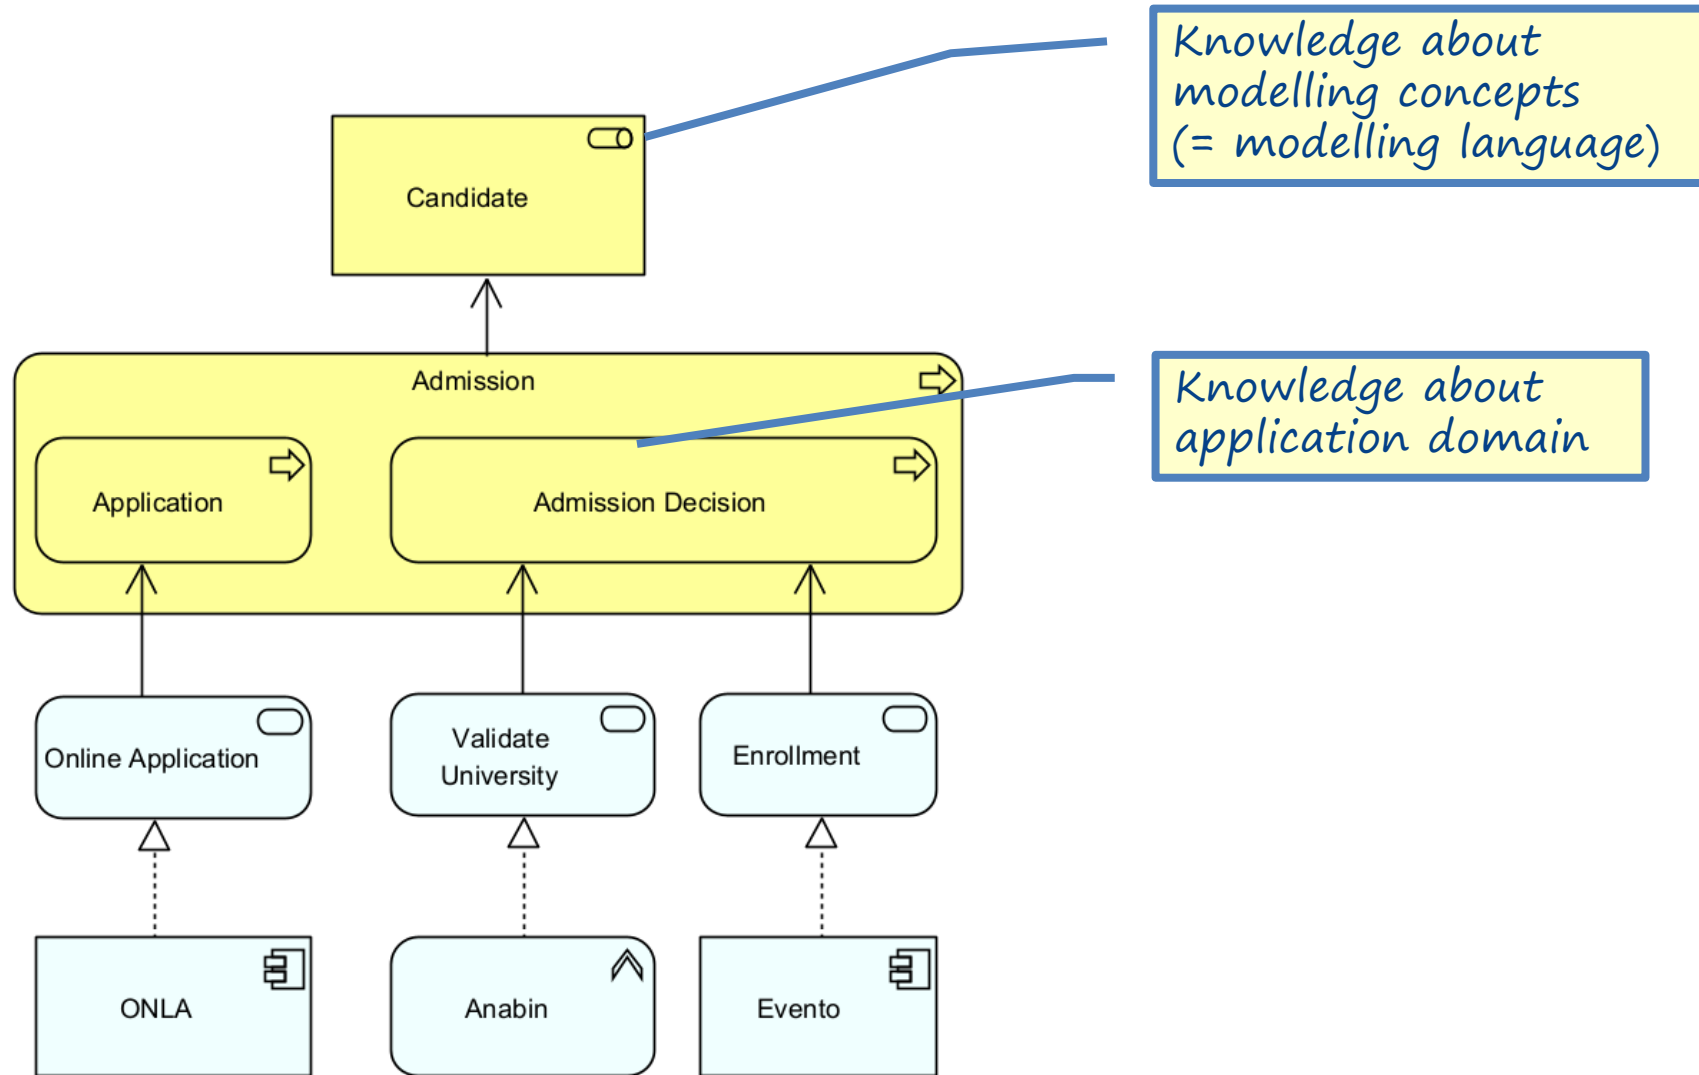 Knowledge about
modelling concepts
(= modelling language)
Candidate
Admission
Knowledge about
application domain
Application
Admission Decision
Online Application
Validate
University
Enrollment
ONLA
Anabin
Evento